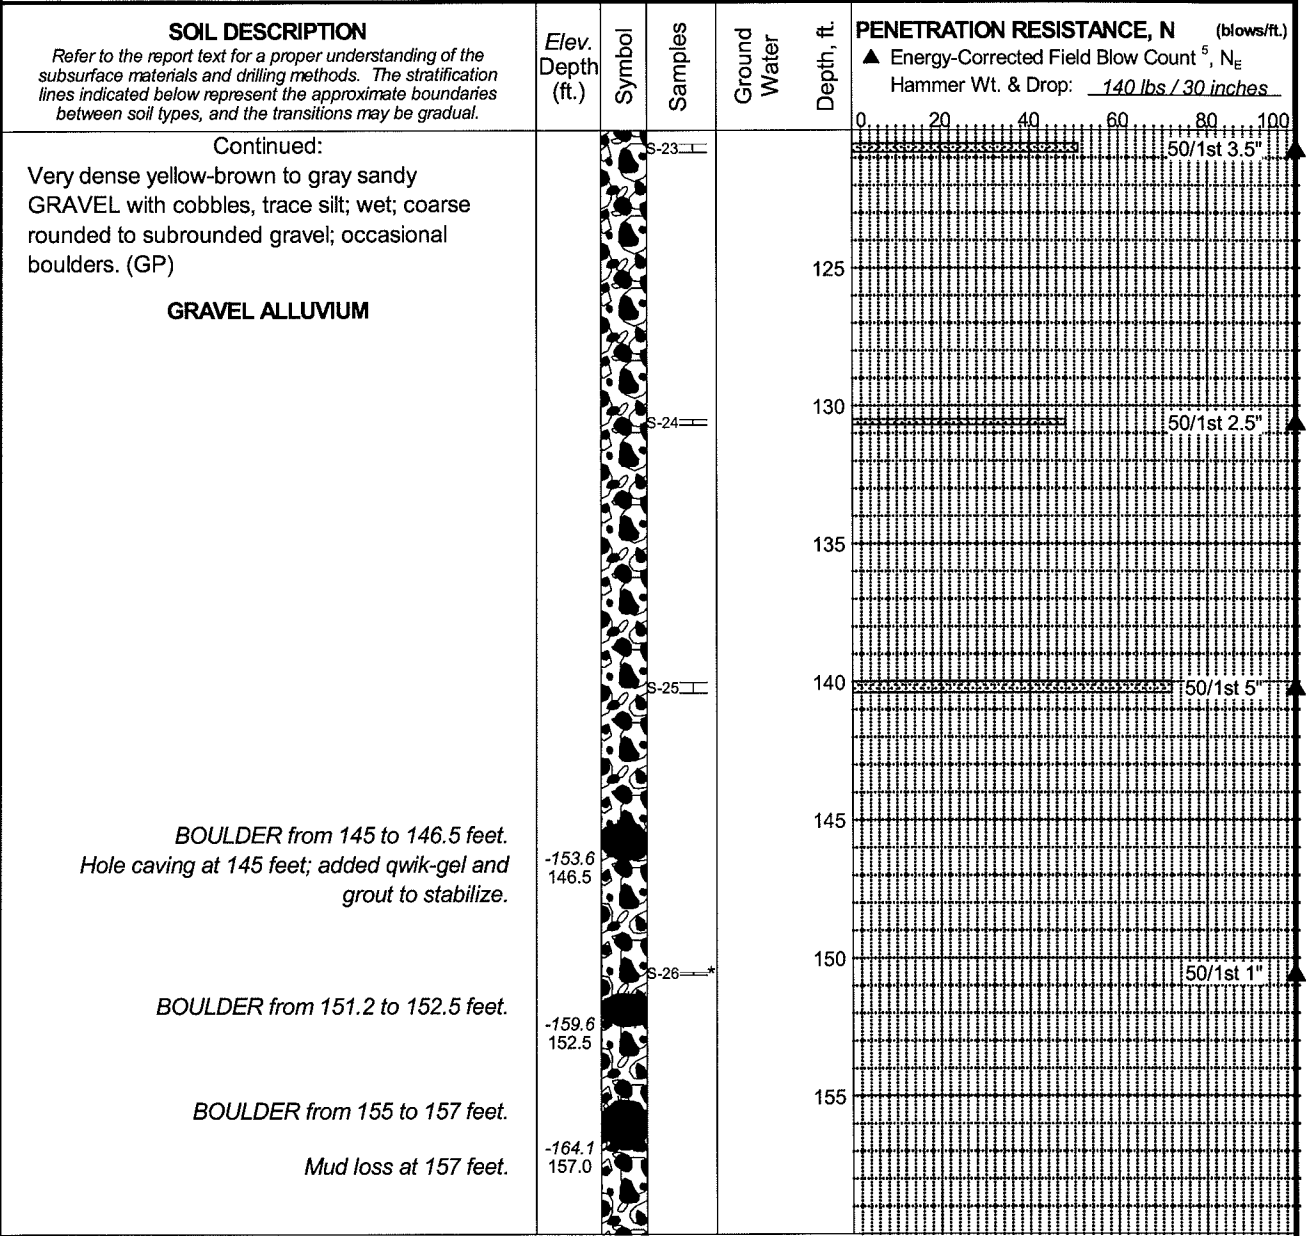 SOIL DESCRIPTION
Refer to the report text for a proper understanding of the
subsurface materials and drilling methods. The stratification
lines indicated below represent the approximate boundaries
between soil types, and the transitions may be gradual.
Elev.
Depth
(ft.)
Symbol
Samples
Ground
Water
Depth, ft.
PENETRATION RESISTANCE, N (blows/ft.)
▲ Energy-Corrected Field Blow Count 5, NE
Hammer Wt. & Drop: 140 lbs / 30 inches
0 20 40 60 80 100
Continued:
Very dense yellow-brown to gray sandy
GRAVEL with cobbles, trace silt; wet; coarse
rounded to subrounded gravel; occasional
boulders. (GP)
GRAVEL ALLUVIUM
S-23
50/1st 3.5"
125
130
S-24
50/1st 2.5"
135
140
S-25
50/1st 5"
145
BOULDER from 145 to 146.5 feet.
Hole caving at 145 feet; added qwik-gel and
grout to stabilize.
-153.6
146.5
150
S-26 *
50/1st 1"
BOULDER from 151.2 to 152.5 feet.
-159.6
152.5
155
BOULDER from 155 to 157 feet.
-164.1
157.0
Mud loss at 157 feet.